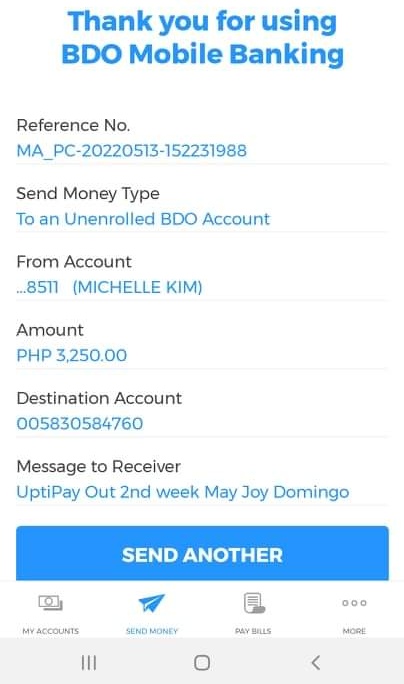 Thank you for using
BDO Mobile Banking
Reference No.
MA_PC-20220513-152231988
Send Money Type
To an Unenrolled BDO Account
From Account
...8511 (MICHELLE KIM)
Amount
PHP 3,250.00
Destination Account
005830584760
Message to Receiver
UptiPay Out 2nd week May Joy Domingo
SEND ANOTHER
MY ACCOUNTS SEND MONEY PAY BILLS MORE